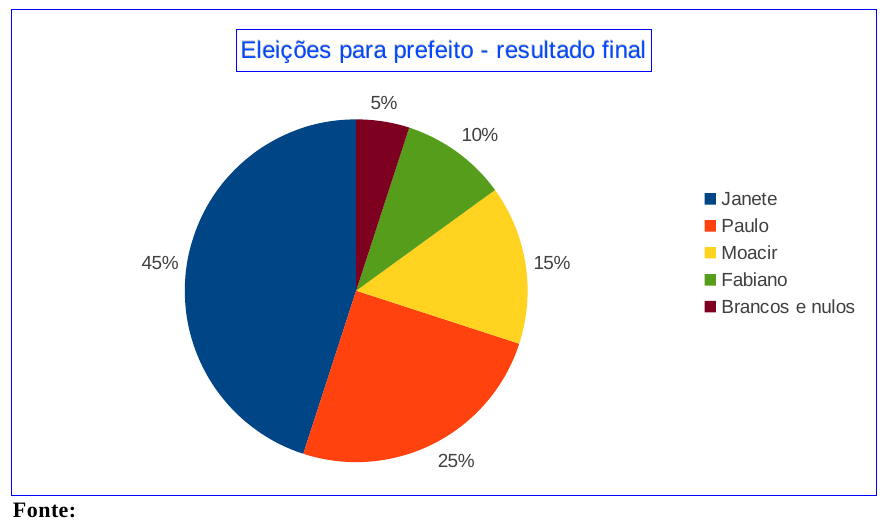 Eleições para prefeito - resultado final
5%
10%
15%
25%
45%
Janete
Paulo
Moacir
Fabiano
Brancos e nulos
Fonte: